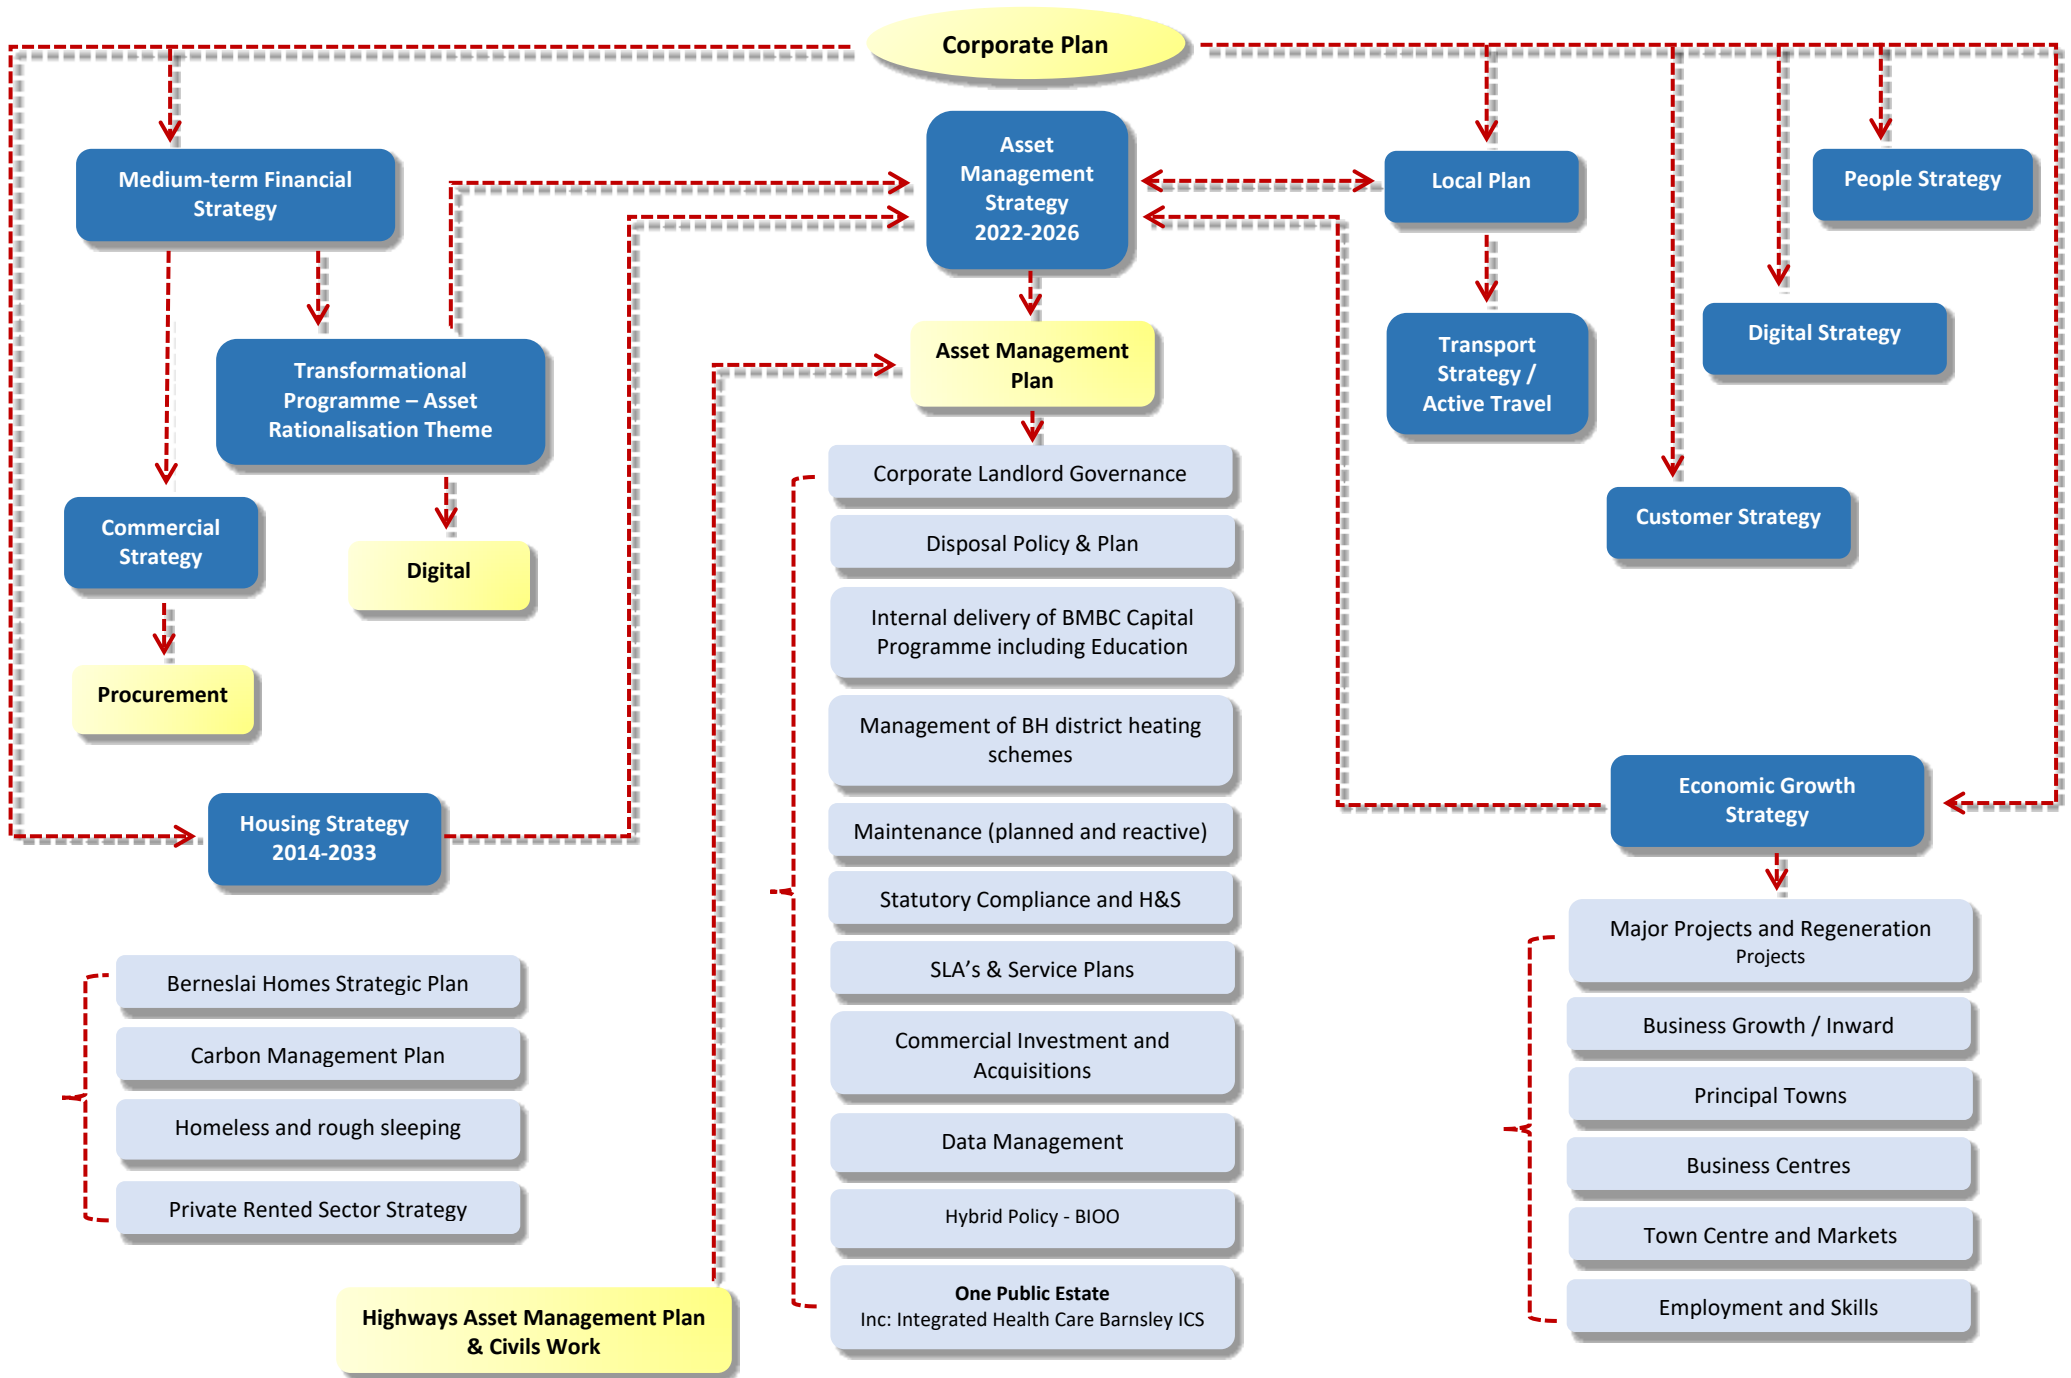 Corporate Plan
Asset
Management
Strategy
2022-2026
Medium-term Financial
Strategy
Local Plan
People Strategy
Transformational
Programme – Asset
Rationalisation Theme
Asset Management
Plan
Transport
Strategy /
Active Travel
Digital Strategy
Commercial
Strategy
Digital
Customer Strategy
Procurement
Corporate Landlord Governance
Disposal Policy & Plan
Internal delivery of BMBC Capital
Programme including Education
Management of BH district heating
schemes
Maintenance (planned and reactive)
Statutory Compliance and H&S
SLA's & Service Plans
Commercial Investment and
Acquisitions
Data Management
Hybrid Policy - BIOO
One Public Estate
Inc: Integrated Health Care Barnsley ICS
Housing Strategy
2014-2033
Berneslai Homes Strategic Plan
Carbon Management Plan
Homeless and rough sleeping
Private Rented Sector Strategy
Highways Asset Management Plan
& Civils Work
Economic Growth
Strategy
Major Projects and Regeneration
Projects
Business Growth / Inward
Principal Towns
Business Centres
Town Centre and Markets
Employment and Skills